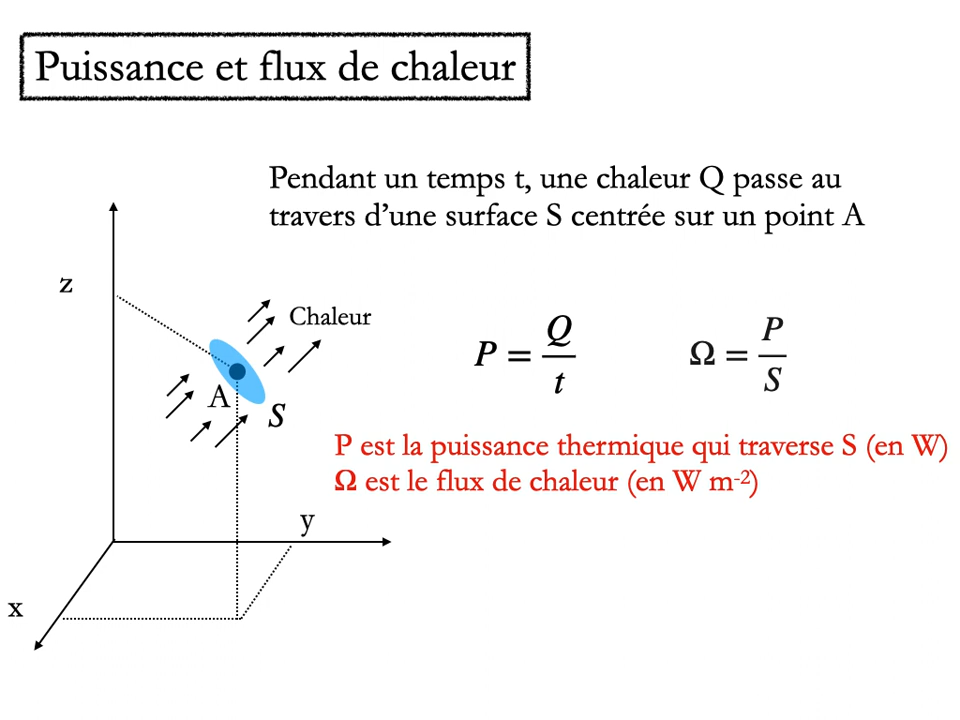 Puissance et flux de chaleur
Pendant un temps t, une chaleur Q passe au
travers d’une surface S centrée sur un point A
z
Chaleur
P = Q/t
Ω = P/S
A
S
P est la puissance thermique qui traverse S (en W)
Ω est le flux de chaleur (en W m-2)
y
x